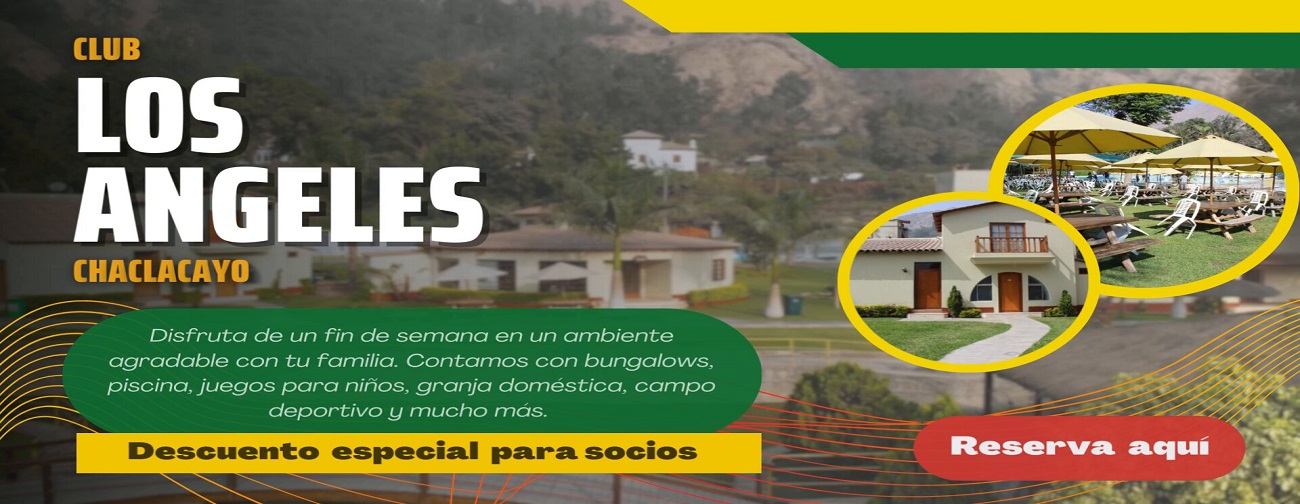 CLUB
LOS
ANGELES
CHACLACAYO
Disfruta de un fin de semana en un ambiente
agradable con tu familia. Contamos con bungalows,
piscina, juegos para niños, granja doméstica, campo
deportivo y mucho más.
Descuento especial para socios
Reserva aquí